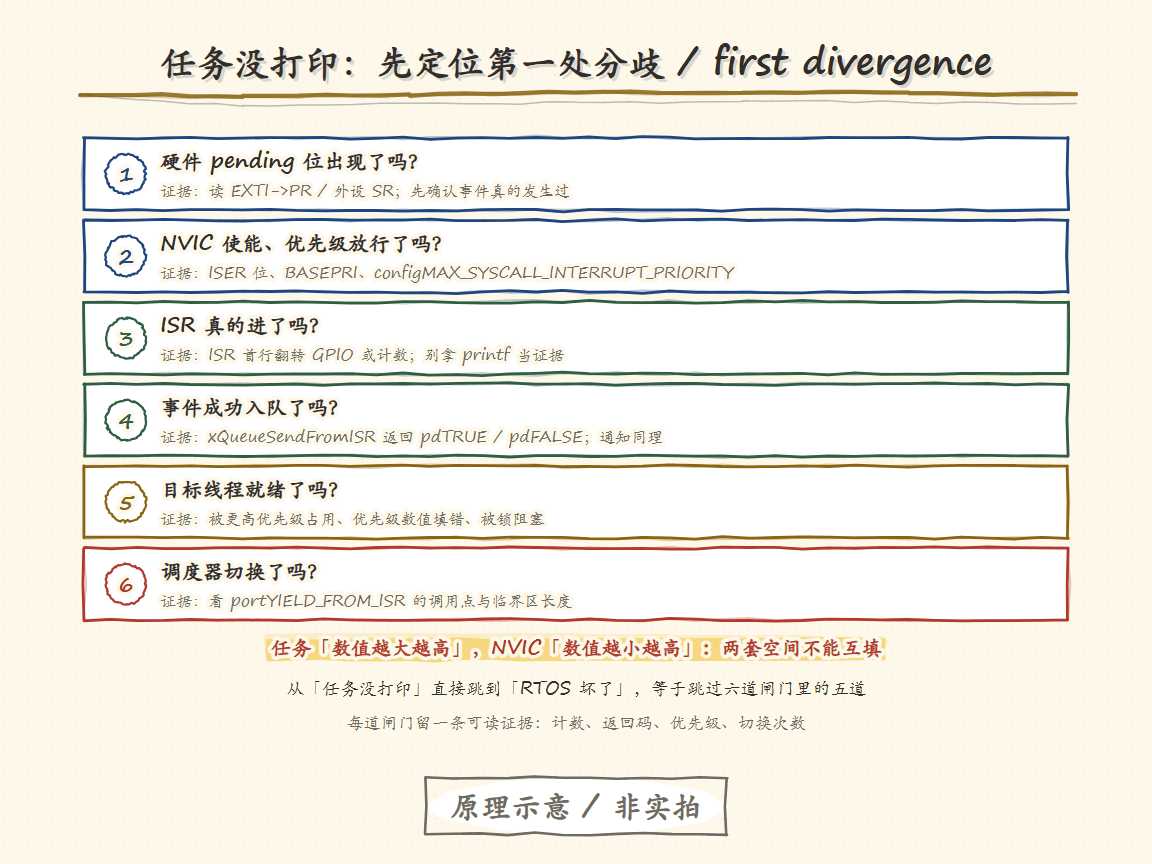 任务没打印：先定位第一处分歧 / first divergence
1
硬件 pending 位出现了吗？
证据：读 EXTI->PR / 外设 SR；先确认事件真的发生过
2
NVIC 使能、优先级放行了吗？
证据：ISER 位、BASEPRI、configMAX_SYSCALL_INTERRUPT_PRIORITY
3
ISR 真的进了吗？
证据：ISR 首行翻转 GPIO 或计数；别拿 printf 当证据
4
事件成功入队了吗？
证据：xQueueSendFromISR 返回 pdTRUE / pdFALSE；通知同理
5
目标线程就绪了吗？
证据：被更高优先级占用、优先级数值填错、被锁阻塞
6
调度器切换了吗？
证据：看 portYIELD_FROM_ISR 的调用点与临界区长度
任务「数值越大越高」，NVIC「数值越小越高」：两套空间不能互填
从「任务没打印」直接跳到「RTOS 坏了」，等于跳过六道闸门里的五道
每道闸门留一条可读证据：计数、返回码、优先级、切换次数
原理示意 / 非实拍